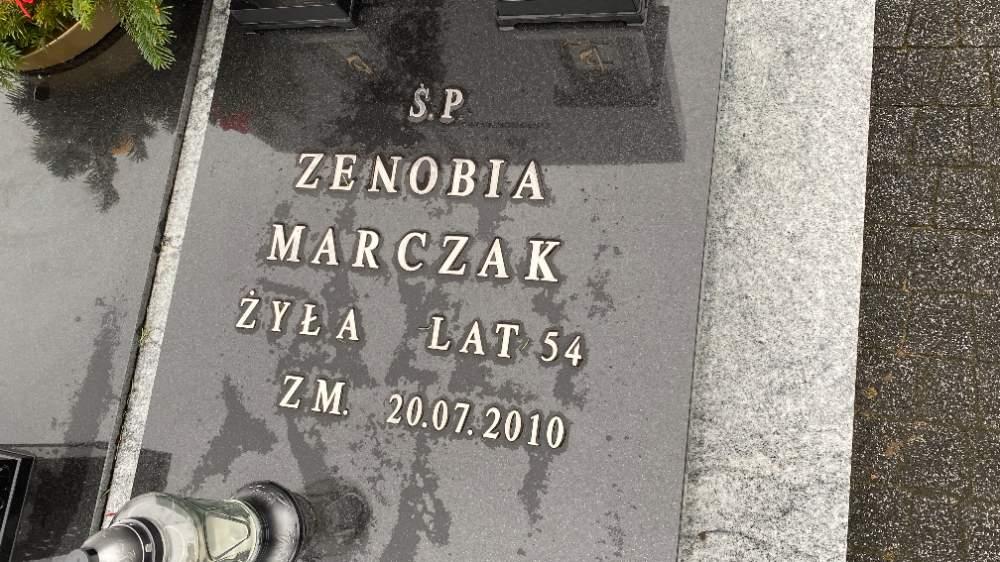 Ś.P
ZENOBIA
MARCZAK
ŻYŁA LAT 54
ZM. 20.07.2010